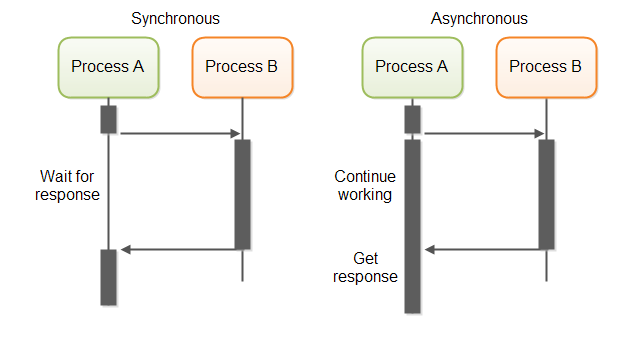 Synchronous
Asynchronous
Process A
Process B
Process A
Process B
Wait for
response
Continue
working
Get
response